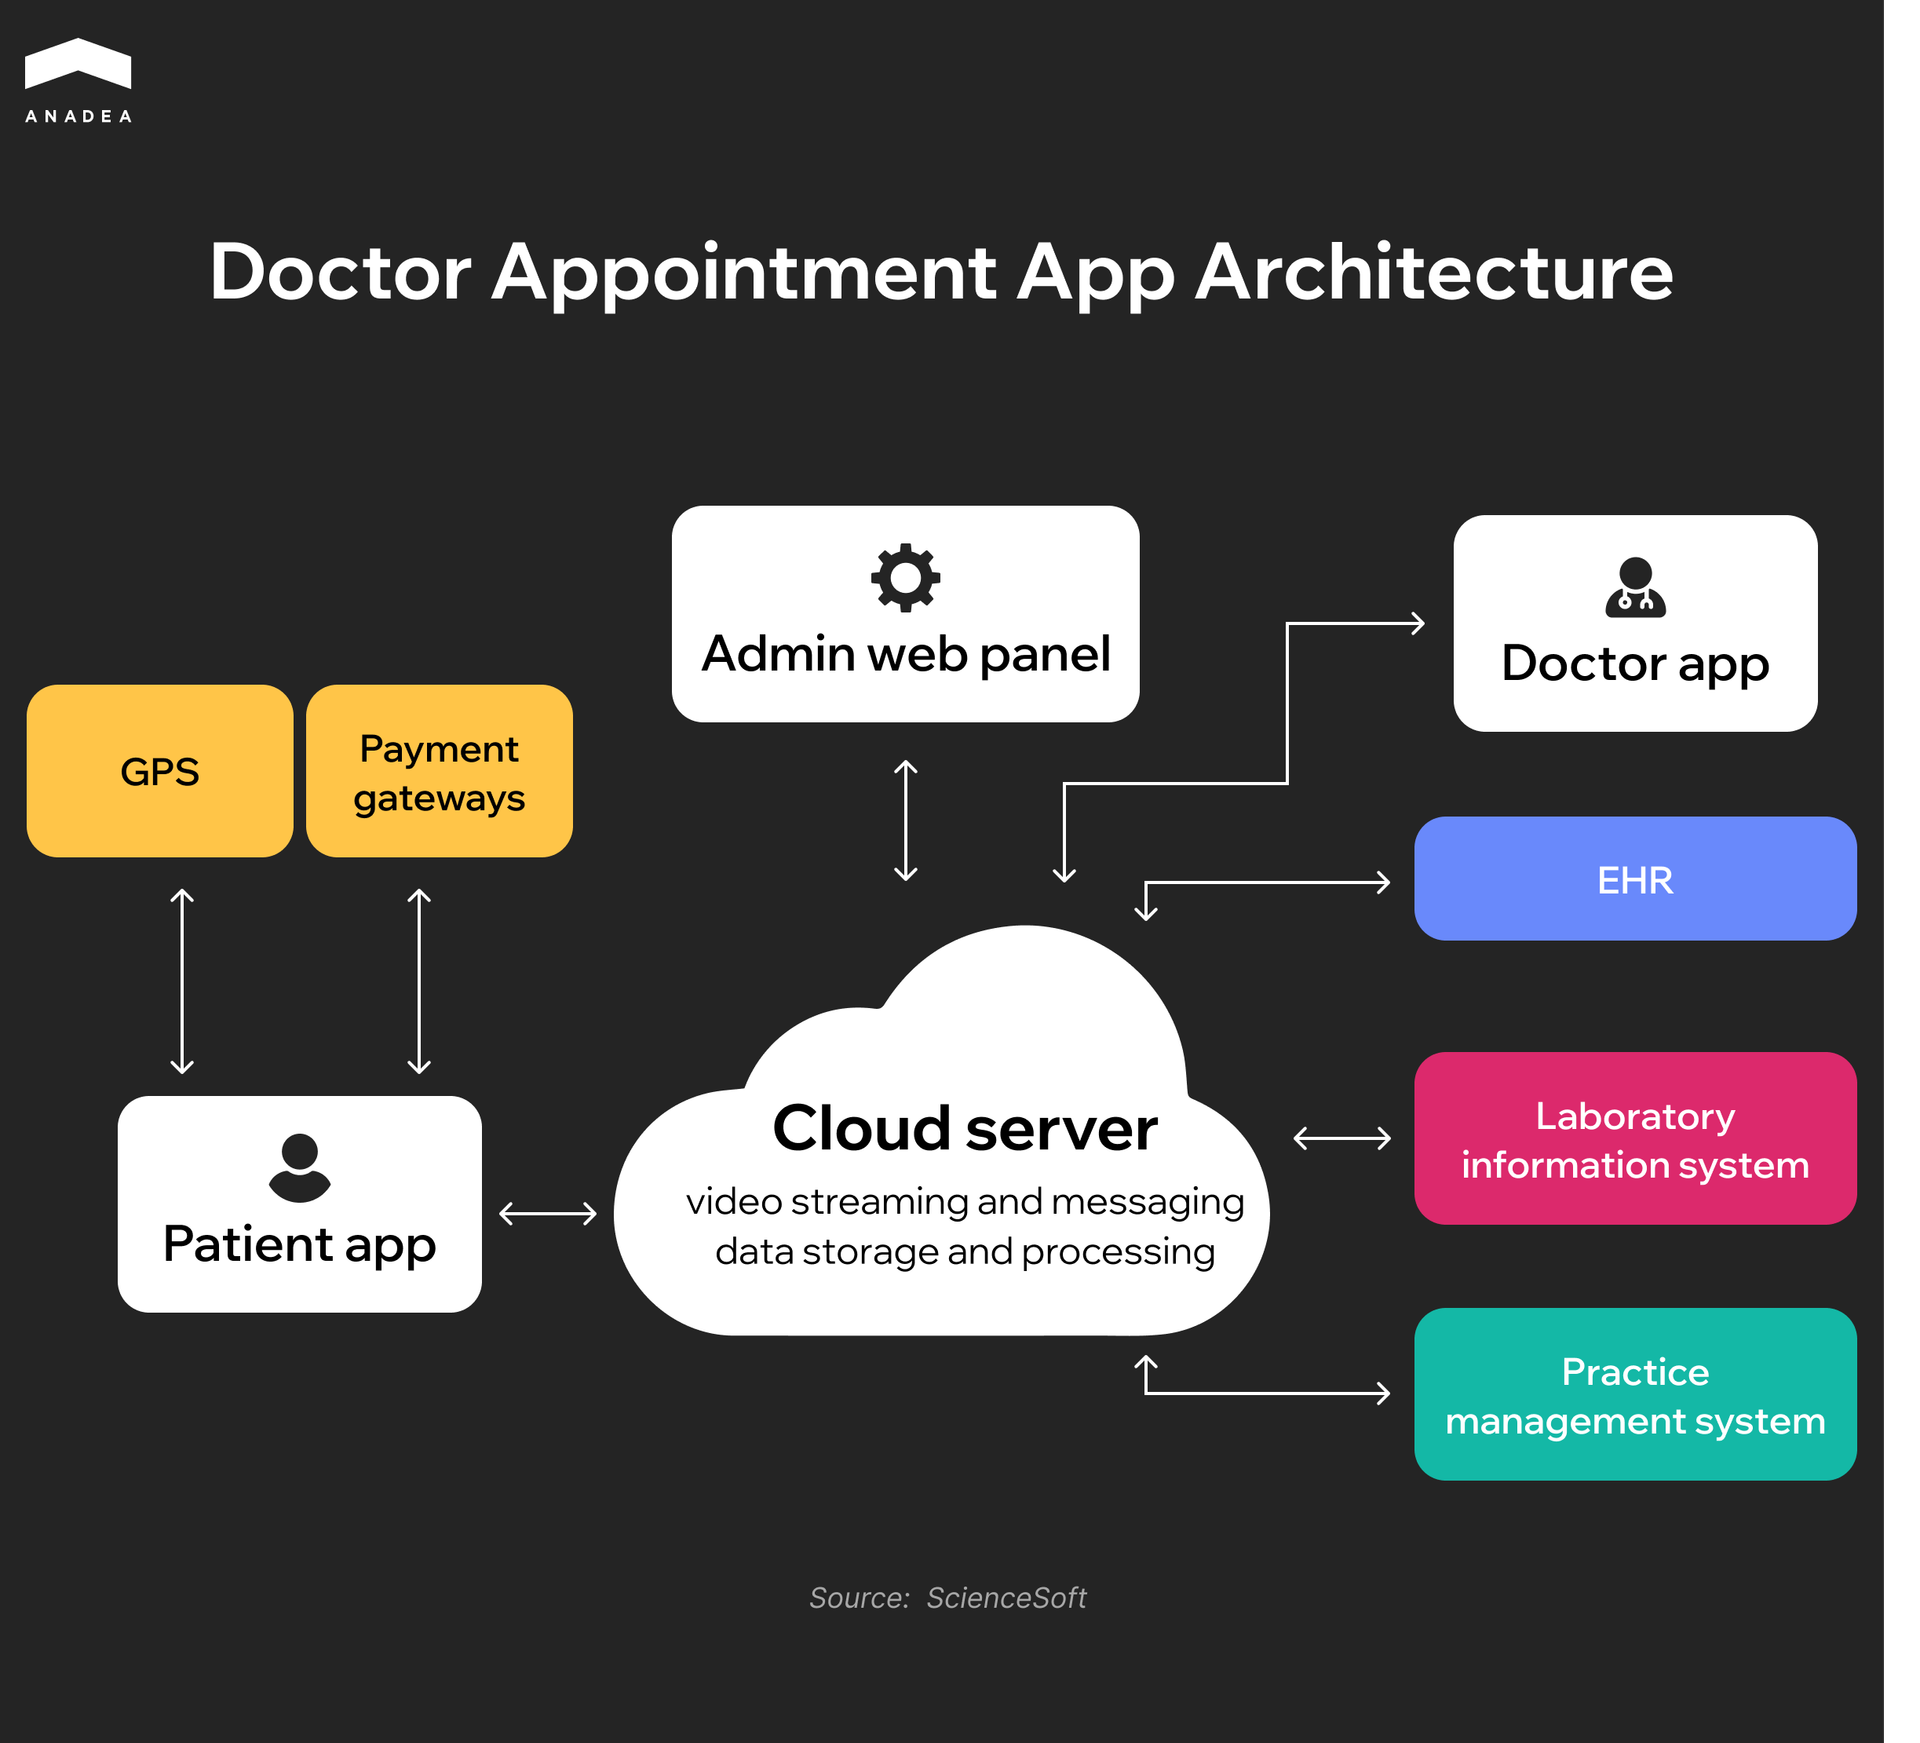 ANADEA
Doctor Appointment App Architecture
Admin web panel
Doctor app
GPS
Payment
gateways
EHR
Cloud server
video streaming and messaging
data storage and processing
Laboratory
information system
Patient app
Practice
management system
Source: ScienceSoft